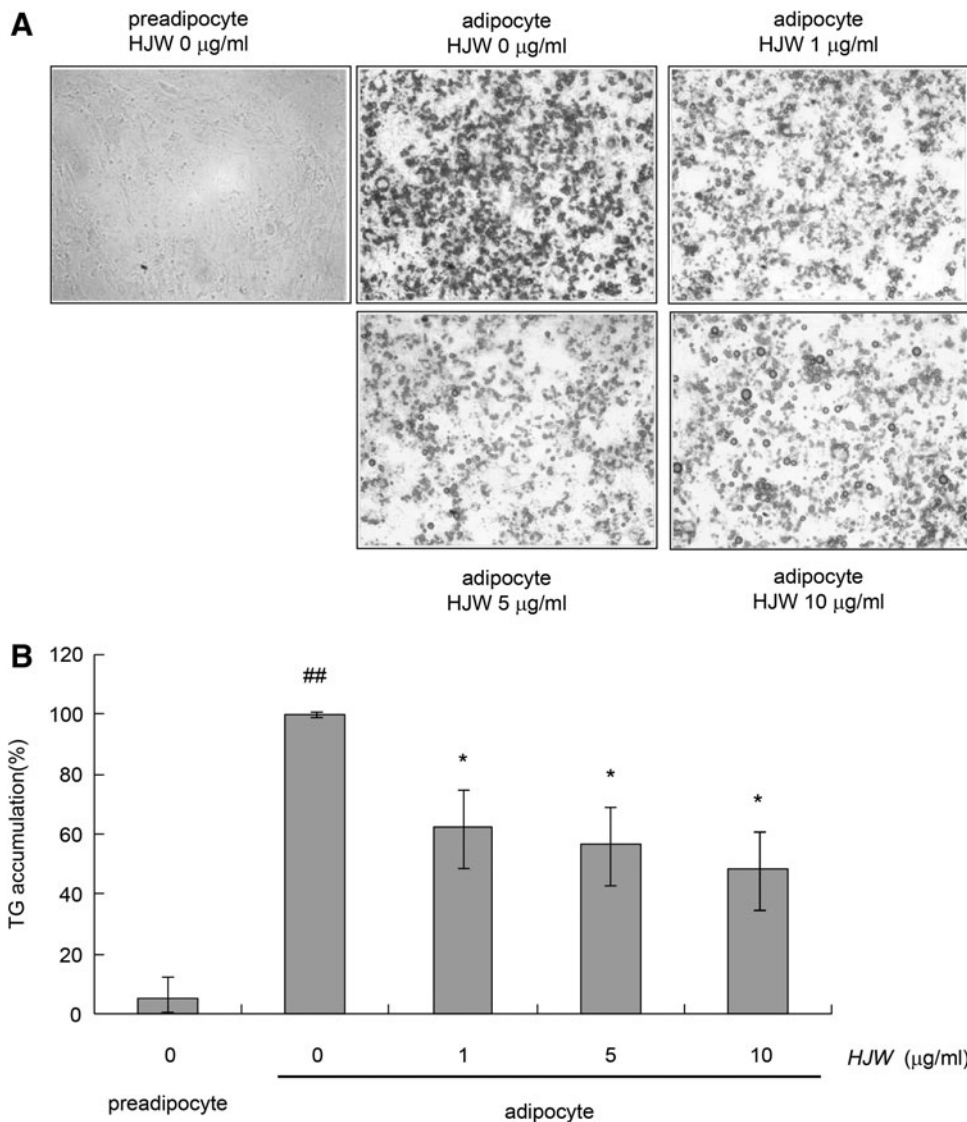 A
preadipocyte
HJW 0 μg/ml
adipocyte
HJW 0 μg/ml
adipocyte
HJW 1 μg/ml
adipocyte
HJW 5 μg/ml
adipocyte
HJW 10 μg/ml
B
TG accumulation(%)
120
100
80
60
40
20
0
##
*
*
*
0 0 1 5 10 HJW (μg/ml)
preadipocyte adipocyte